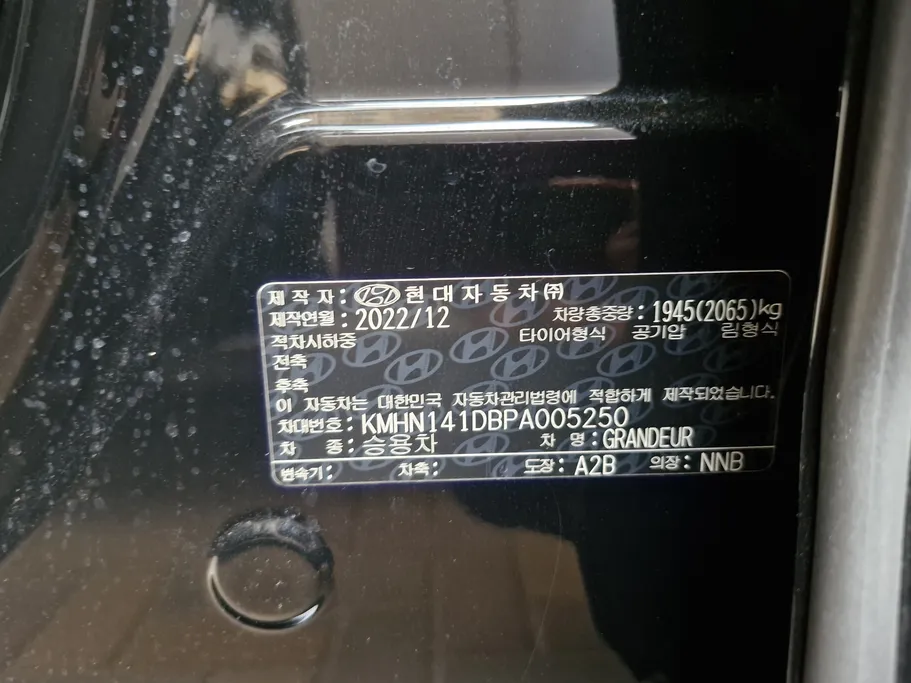 제 작 자 : 현대자동차㈜
제작연월 : 2022/12 차량총중량 : 1945(2065)kg
적차시하중 타이어형식 공기압 림형식
전축
후축
이 자동차는 대한민국 자동차관리법령에 적합하게 제작되었습니다.
차대번호 : KMHN141DBPA005250
차 종 : 승용차 차 명 : GRANDEUR
변속기 : 차축 : 도장 : A2B 의장 : NNB